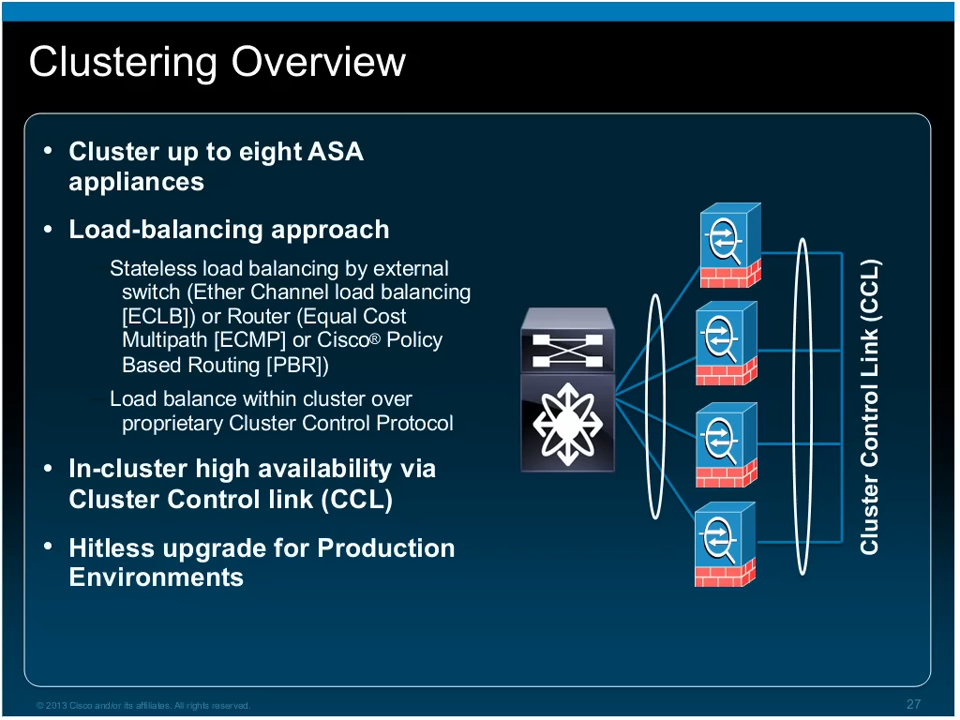 Clustering Overview
• Cluster up to eight ASA
appliances
• Load-balancing approach
Stateless load balancing by external
switch (Ether Channel load balancing
[ECLB]) or Router (Equal Cost
Multipath [ECMP] or Cisco® Policy
Based Routing [PBR])
Load balance within cluster over
proprietary Cluster Control Protocol
• In-cluster high availability via
Cluster Control link (CCL)
• Hitless upgrade for Production
Environments
Cluster Control Link (CCL)
© 2013 Cisco and/or its affiliates. All rights reserved.
27